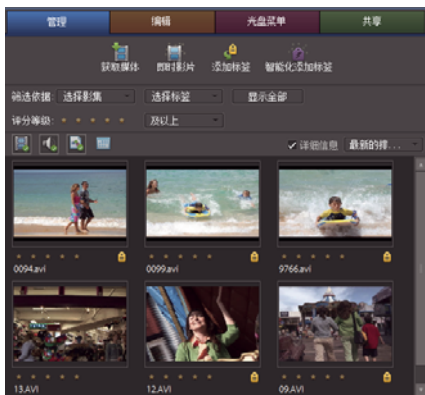 管理 编辑 光盘菜单 共享
获取媒体 即时影片 添加标签 智能化添加标签
筛选依据: 选择影集 选择标签 显示全部
评分等级: 及以上
详细信息 最新的排...
0094.avi 0099.avi 9766.avi
13.AVI 12.AVI 09.AVI